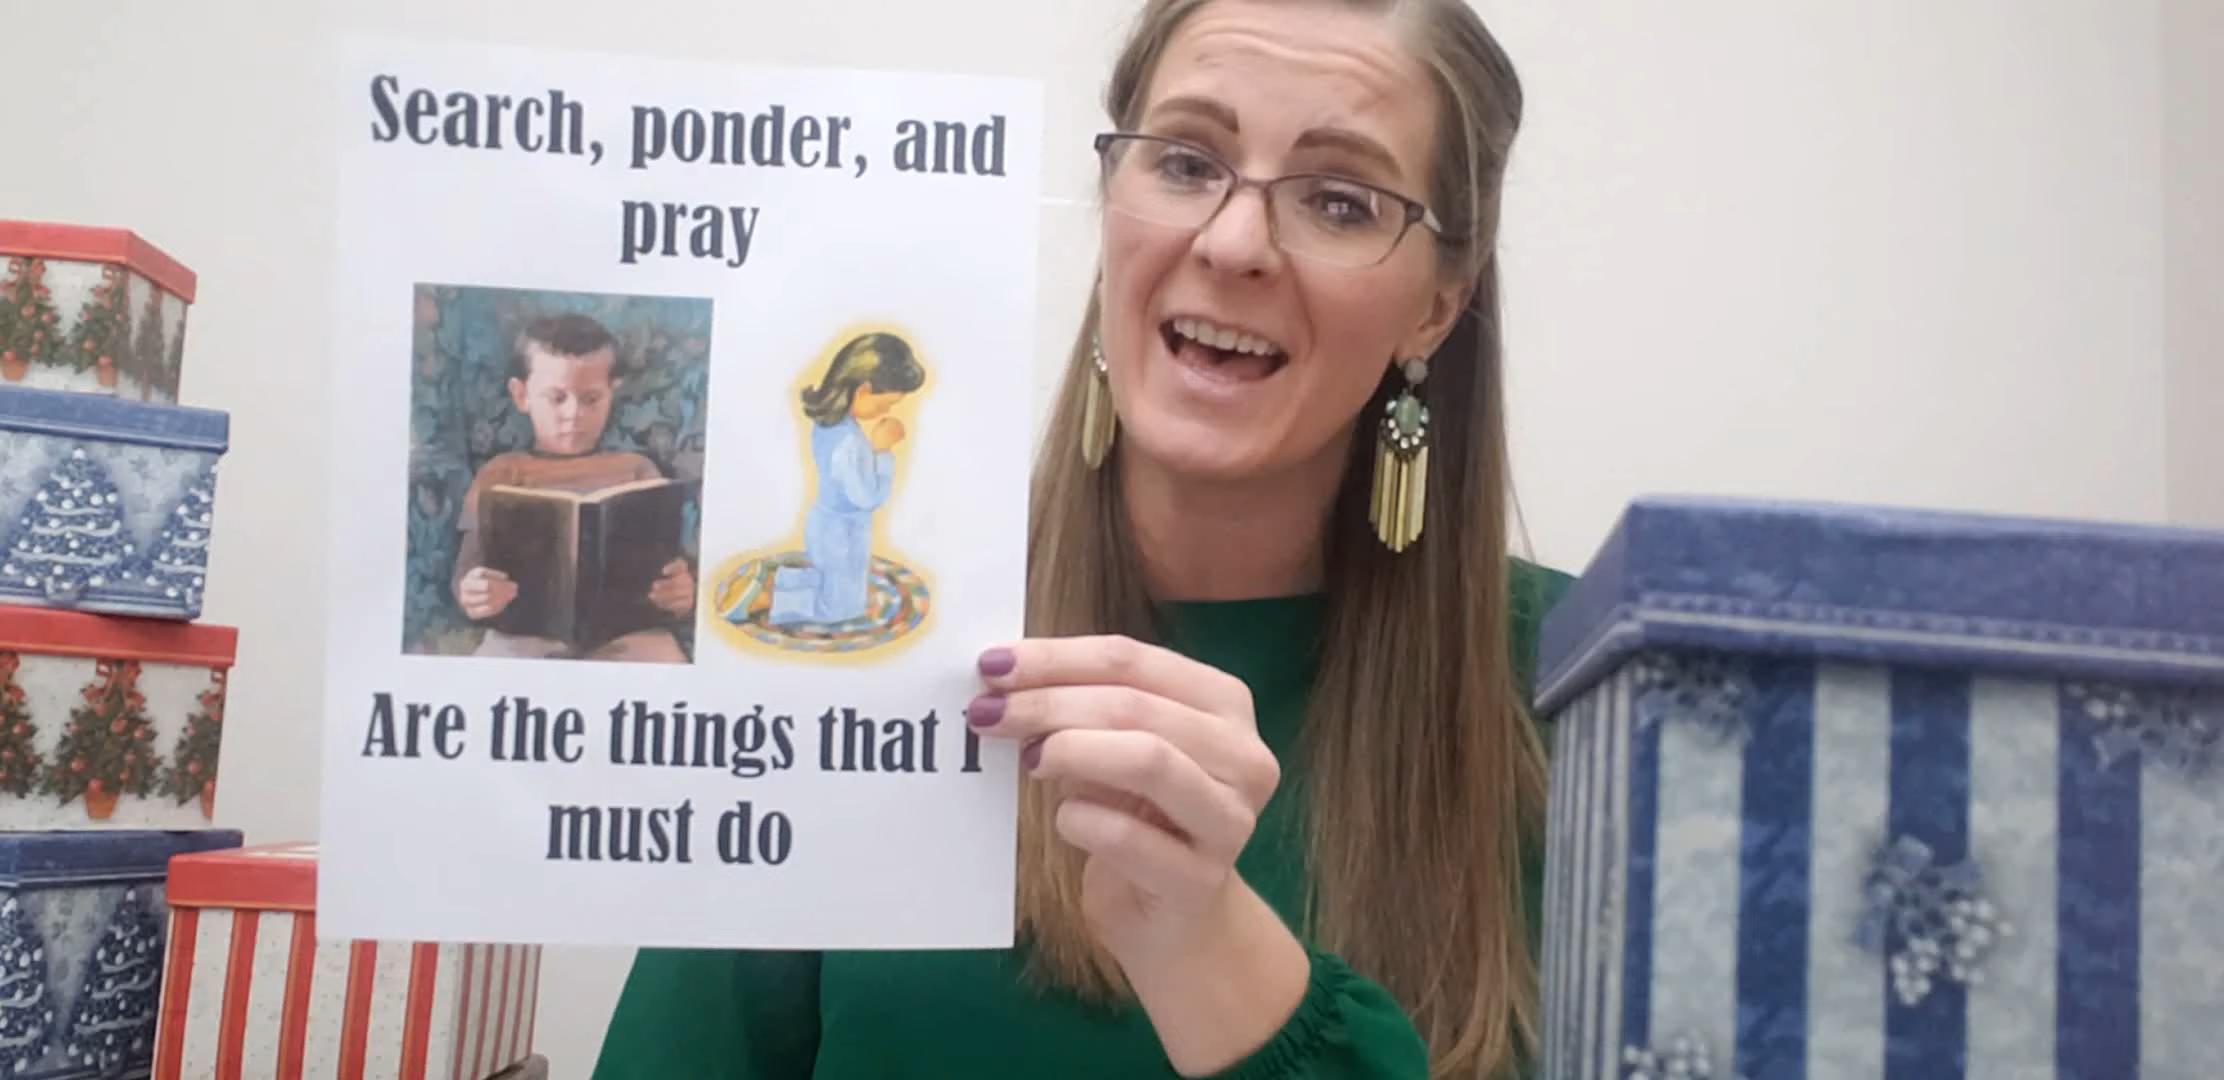 Search, ponder, and
pray
Are the things that I
must do